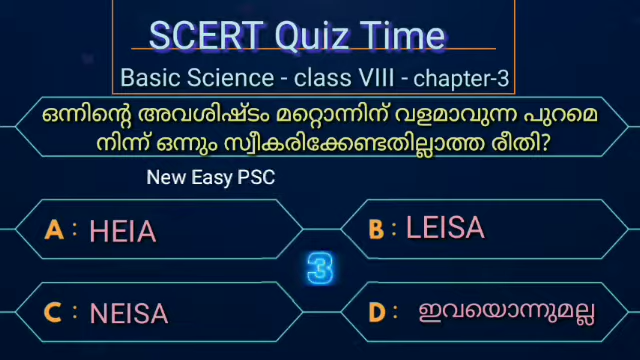 SCERT Quiz Time
Basic Science - class VIII - chapter-3
ഒന്നിന്റെ അവശിഷ്ടം മറ്റൊന്നിന് വളമാവുന്ന പുറമെ
നിന്ന് ഒന്നും സ്വീകരിക്കേണ്ടതില്ലാത്ത രീതി?
New Easy PSC
A : HEIA
B : LEISA
3
C : NEISA
D : ഇവയൊന്നുമല്ല